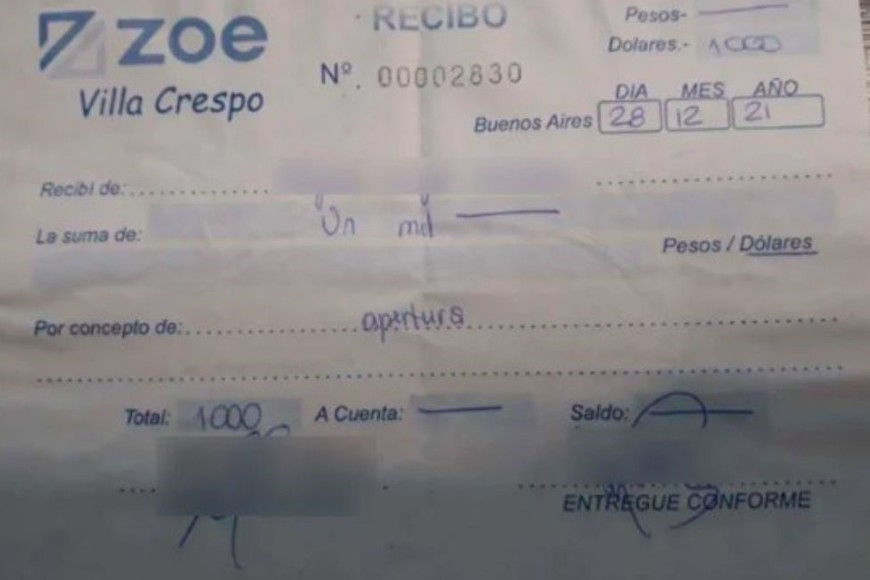 zoe
Villa Crespo
RECIBO
Nº. 00002830
Pesos-
Dolares.- 1000
DIA MES AÑO
Buenos Aires 28 12 21
Recibí de:
La suma de: Un mil
Pesos / Dólares
Por concepto de: apertura
Total: 1000 A Cuenta: Saldo:
ENTREGUE CONFORME